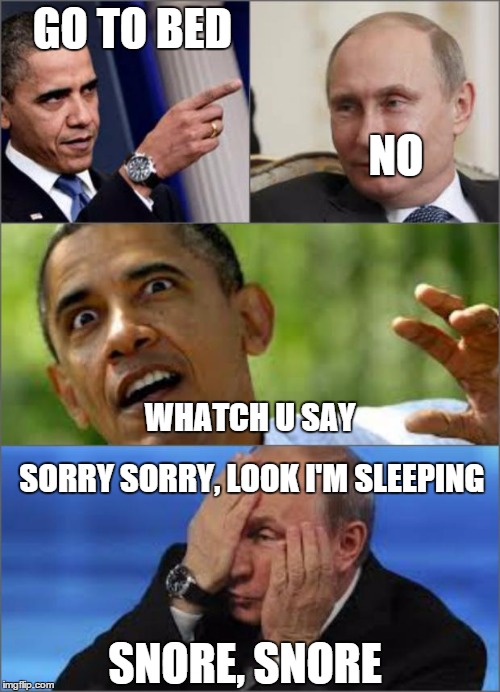 GO TO BED
NO
WHATCH U SAY
SORRY SORRY, LOOK I'M SLEEPING
SNORE, SNORE
imgflip.com